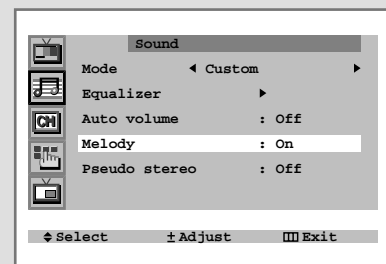 Sound
Mode ◀ Custom ▶
Equalizer ▶
Auto volume : Off
CH
Melody : On
Pseudo stereo : Off
Select ± Adjust Exit